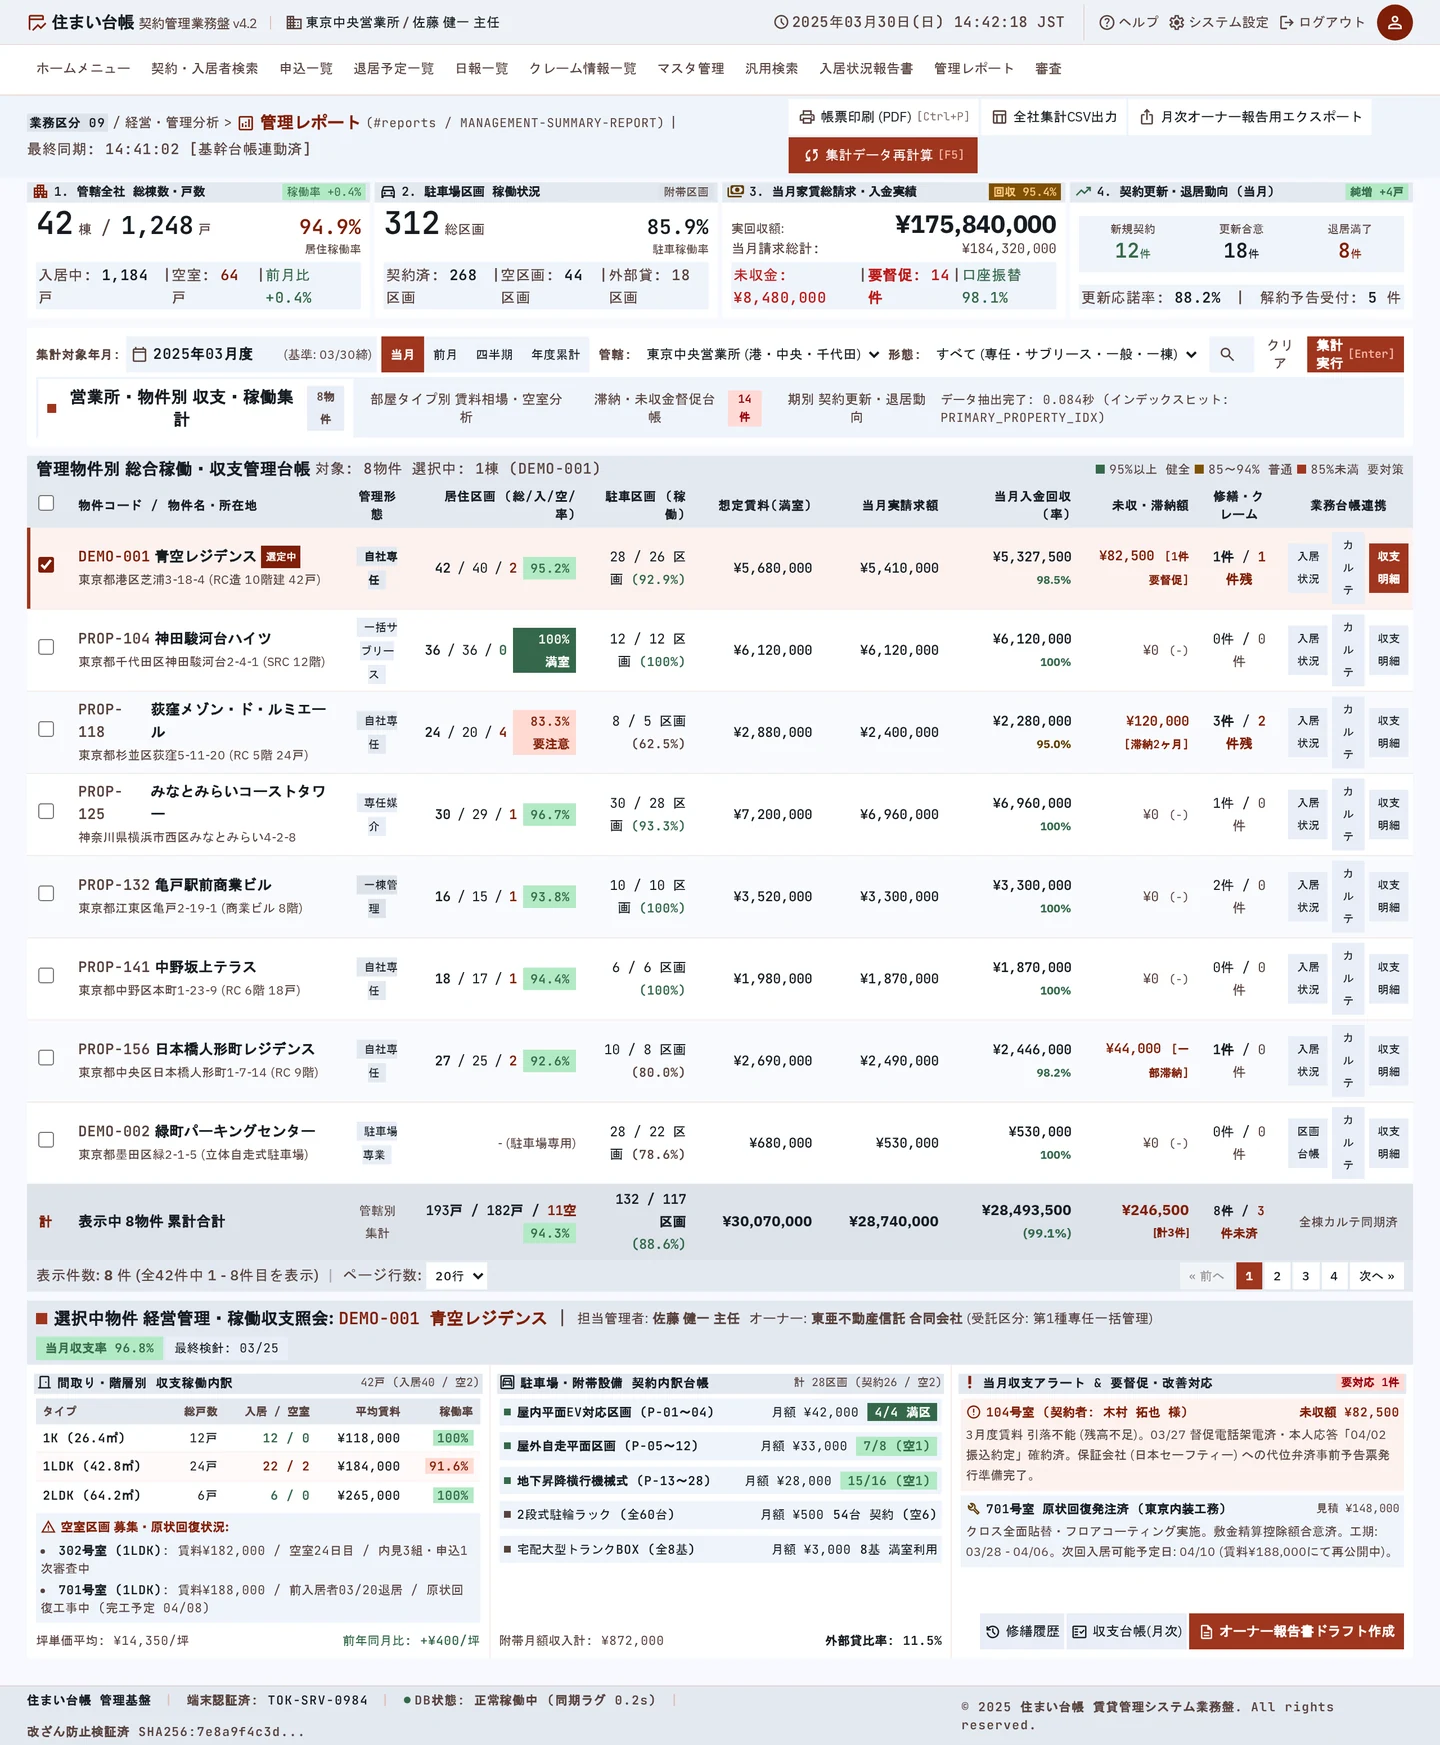 住まい台帳 契約管理業務盤 v4.2 | 東京中央営業所 / 佐藤 健一 主任 2025年03月30日(日) 14:42:18 JST ヘルプ システム設定 ログアウト
ホームメニュー 契約・入居者検索 申込一覧 退居予定一覧 日報一覧 クレーム情報一覧 マスタ管理 汎用検索 入居状況報告書 管理レポート 審査
業務区分 09 / 経営・管理分析 > 管理レポート (#reports / MANAGEMENT-SUMMARY-REPORT) |
最終同期: 14:41:02 [基幹台帳連動済]
帳票印刷 (PDF) [Ctrl+P] 全社集計CSV出力 月次オーナー報告用エクスポート
集計データ再計算 [F5]
1. 管轄全社 総棟数・戸数 稼働率 +0.4%
42 棟 / 1,248 戸 94.9%
居住稼働率
入居中: 1,184 戸 | 空室: 64 戸 | 前月比 +0.4%
2. 駐車場区画 稼働状況 附帯区画
312 総区画 85.9%
駐車稼働率
契約済: 268 区画 | 空区画: 44 区画 | 外部貸: 18 区画
3. 当月家賃総請求・入金実績 回収 95.4%
実回収額: ¥175,840,000
当月請求総計: ¥184,320,000
未収金: ¥8,480,000 | 要督促: 14件 | 口座振替 98.1%
4. 契約更新・退居動向 (当月) 純増 +4戸
新規契約 更新合意 退居満了
12件 18件 8件
更新応諾率: 88.2% | 解約予告受付: 5 件
集計対象年月: 2025年03月度 (基準: 03/30締) 当月 前月 四半期 年度累計 管轄: 東京中央営業所 (港・中央・千代田) 形態: すべて (専任・サブリース・一般・一棟) クリア 集計実行 [Enter]
営業所・物件別 収支・稼働集計 8物件 部屋タイプ別 賃料相場・空室分析 滞納・未収金督促台帳 14件 期別 契約更新・退居動向 データ抽出完了: 0.084秒 (インデックスヒット: PRIMARY_PROPERTY_IDX)
管理物件別 総合稼働・収支管理台帳 対象: 8物件 選択中: 1棟 (DEMO-001) 95%以上 健全 85〜94% 普通 85%未満 要対策
物件コード / 物件名・所在地 管理形態 居住区画 (総/入/空/率) 駐車区画 (稼働) 想定賃料(満室) 当月実請求額 当月入金回収 (率) 未収・滞納額 修繕・クレーム 業務台帳連携
DEMO-001 青空レジデンス 選定中 自社専任 42 / 40 / 2 95.2% 28 / 26 区画 (92.9%) ¥5,680,000 ¥5,410,000 ¥5,327,500 98.5% ¥82,500 [1件要督促] 1件 / 1件残 入居状況 カルテ 収支明細
東京都港区芝浦3-18-4 (RC造 10階建 42戸)
PROP-104 神田駿河台ハイツ 一括サブリース 36 / 36 / 0 100% 満室 12 / 12 区画 (100%) ¥6,120,000 ¥6,120,000 ¥6,120,000 100% ¥0 (-) 0件 / 0件 入居状況 カルテ 収支明細
東京都千代田区神田駿河台2-4-1 (SRC 12階)
PROP-118 荻窪メゾン・ド・ルミエール 自社専任 24 / 20 / 4 83.3% 要注意 8 / 5 区画 (62.5%) ¥2,880,000 ¥2,400,000 ¥2,280,000 95.0% ¥120,000 [滞納2ヶ月] 3件 / 2件残 入居状況 カルテ 収支明細
東京都杉並区荻窪5-11-20 (RC 5階 24戸)
PROP-125 みなとみらいコーストタワー 専任媒介 30 / 29 / 1 96.7% 30 / 28 区画 (93.3%) ¥7,200,000 ¥6,960,000 ¥6,960,000 100% ¥0 (-) 1件 / 0件 入居状況 カルテ 収支明細
神奈川県横浜市西区みなとみらい4-2-8
PROP-132 亀戸駅前商業ビル 一棟管理 16 / 15 / 1 93.8% 10 / 10 区画 (100%) ¥3,520,000 ¥3,300,000 ¥3,300,000 100% ¥0 (-) 2件 / 0件 入居状況 カルテ 収支明細
東京都江東区亀戸2-19-1 (商業ビル 8階)
PROP-141 中野坂上テラス 自社専任 18 / 17 / 1 94.4% 6 / 6 区画 (100%) ¥1,980,000 ¥1,870,000 ¥1,870,000 100% ¥0 (-) 0件 / 0件 入居状況 カルテ 収支明細
東京都中野区本町1-23-9 (RC 6階 18戸)
PROP-156 日本橋人形町レジデンス 自社専任 27 / 25 / 2 92.6% 10 / 8 区画 (80.0%) ¥2,690,000 ¥2,490,000 ¥2,446,000 98.2% ¥44,000 [一部滞納] 1件 / 0件 入居状況 カルテ 収支明細
東京都中央区日本橋人形町1-7-14 (RC 9階)
DEMO-002 緑町パーキングセンター 駐車場専業 - (駐車場専用) 28 / 22 区画 (78.6%) ¥680,000 ¥530,000 ¥530,000 100% ¥0 (-) 0件 / 0件 区画台帳 カルテ 収支明細
東京都墨田区緑2-1-5 (立体自走式駐車場)
計 表示中 8物件 累計合計 管轄別集計 193戸 / 182戸 / 11空 94.3% 132 / 117 区画 (88.6%) ¥30,070,000 ¥28,740,000 ¥28,493,500 (99.1%) ¥246,500 [計3件] 8件 / 3件未済 全棟カルテ同期済
表示件数: 8 件 (全42件中 1 - 8件目を表示) | ページ行数: 20行 « 前へ 1 2 3 4 次へ »
選択中物件 経営管理・稼働収支照会: DEMO-001 青空レジデンス | 担当管理者: 佐藤 健一 主任 オーナー: 東亜不動産信託 合同会社 (受託区分: 第1種専任一括管理)
当月収支率 96.8% 最終検針: 03/25
間取り・階層別 収支稼働内訳 42戸 (入居40 / 空2)
タイプ 総戸数 入居 / 空室 平均賃料 稼働率
1K (26.4㎡) 12戸 12 / 0 ¥118,000 100%
1LDK (42.8㎡) 24戸 22 / 2 ¥184,000 91.6%
2LDK (64.2㎡) 6戸 6 / 0 ¥265,000 100%
空室区画 募集・原状回復状況:
• 302号室 (1LDK): 賃料¥182,000 / 空室24日目 / 内見3組・申込1次審査中
• 701号室 (1LDK): 賃料¥188,000 / 前入居者03/20退居 / 原状回復工事中 (完工予定 04/08)
坪単価平均: ¥14,350/坪 前年同月比: +¥400/坪
駐車場・附帯設備 契約内訳台帳 計 28区画 (契約26 / 空2)
屋内平面EV対応区画 (P-01〜04) 月額 ¥42,000 4/4 満区
屋外自走平面区画 (P-05〜12) 月額 ¥33,000 7/8 (空1)
地下昇降横行機械式 (P-13〜28) 月額 ¥28,000 15/16 (空1)
2段式駐輪ラック (全60台) 月額 ¥500 54台 契約 (空6)
宅配大型トランクBOX (全8基) 月額 ¥3,000 8基 満室利用
附帯月額収入計: ¥872,000 外部貸比率: 11.5%
当月収支アラート & 要督促・改善対応 要対応 1件
104号室 (契約者: 木村 拓也 様) 未収額 ¥82,500
3月度賃料 引落不能 (残高不足)。03/27 督促電話架電済・本人応答「04/02
振込約定」確約済。保証会社 (日本セーフティー) への代位弁済事前予告票発
行準備完了。
701号室 原状回復発注済 (東京内装工務) 見積 ¥148,000
クロス全面貼替・フロアコーティング実施。敷金精算控除額合意済。工期:
03/28 - 04/06。次回入居可能予定日: 04/10 (賃料¥188,000にて再公開中)。
修繕履歴 収支台帳(月次) オーナー報告書ドラフト作成
住まい台帳 管理基盤 | 端末認証済: TOK-SRV-0984 | DB状態: 正常稼働中 (同期ラグ 0.2s) |
改ざん防止検証済 SHA256:7e8a9f4c3d...
© 2025 住まい台帳 賃貸管理システム業務盤. All rights
reserved.